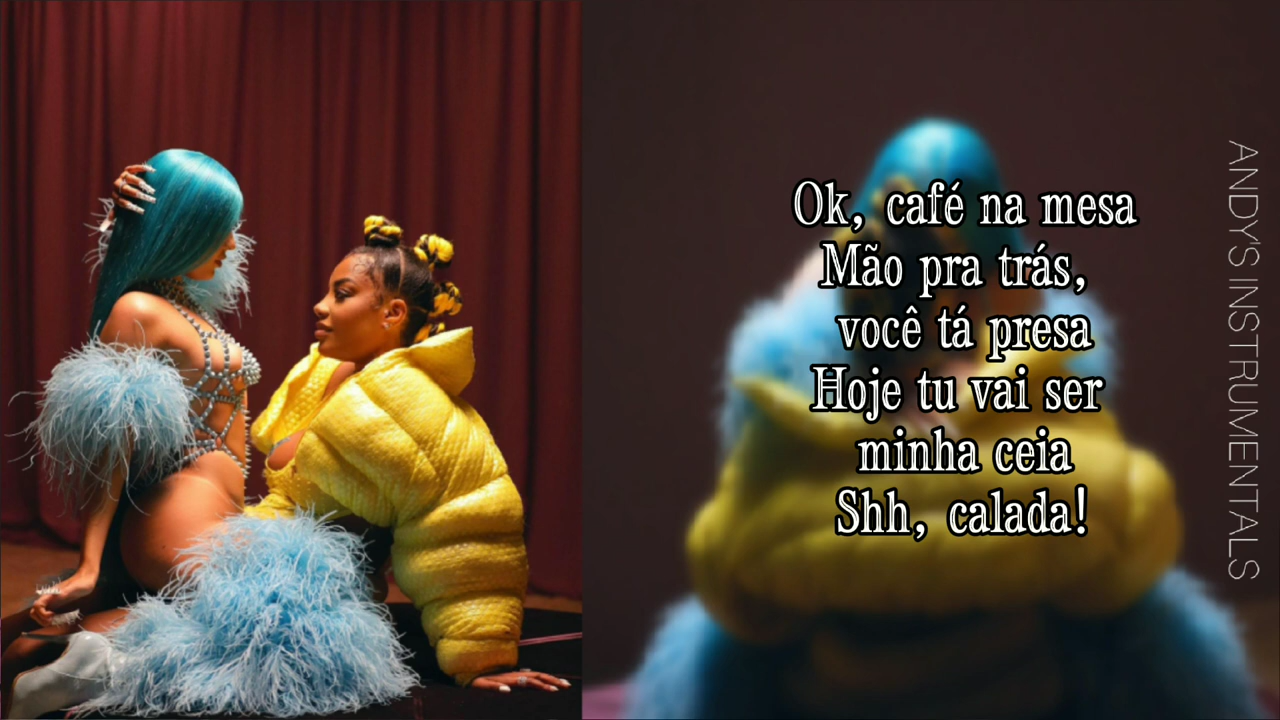 Ok, café na mesa
Mão pra trás,
você tá presa
Hoje tu vai ser
minha ceia
Shh, calada!
ANDY'S INSTRUMENTALS